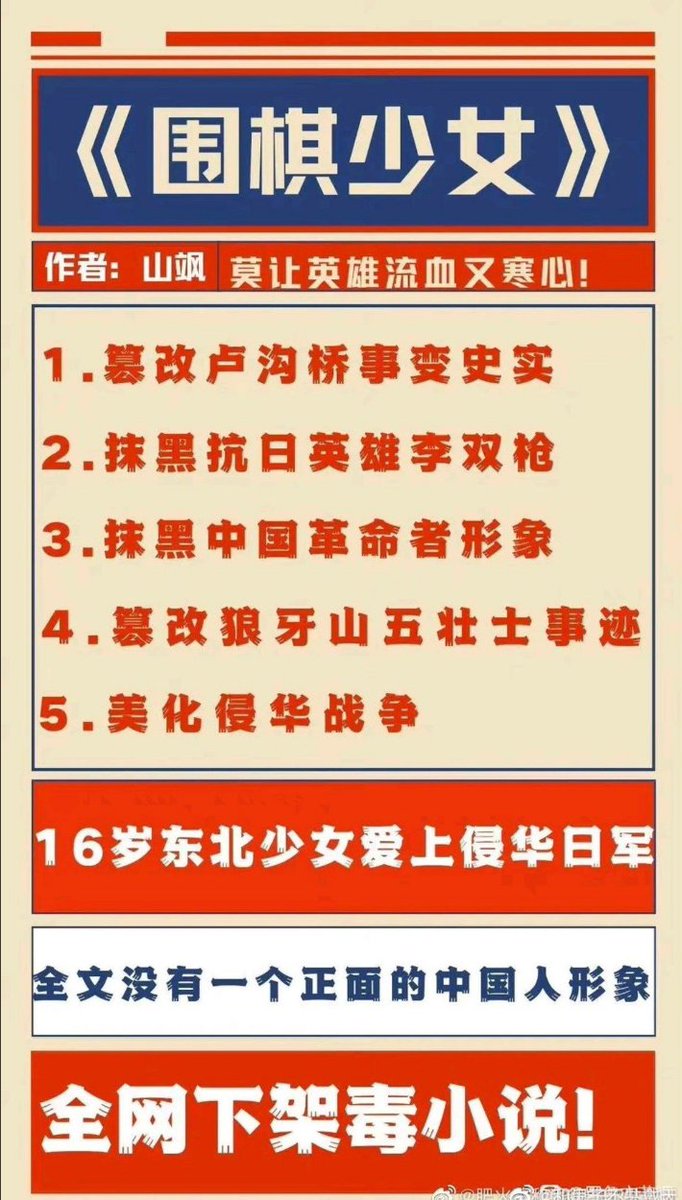 《围棋少女》
作者：山飒 莫让英雄流血又寒心！
1.篡改卢沟桥事变史实
2.抹黑抗日英雄李双枪
3.抹黑中国革命者形象
4.篡改狼牙山五壮士事迹
5.美化侵华战争
16岁东北少女爱上侵华日军
全文没有一个正面的中国人形象
全网下架毒小说！